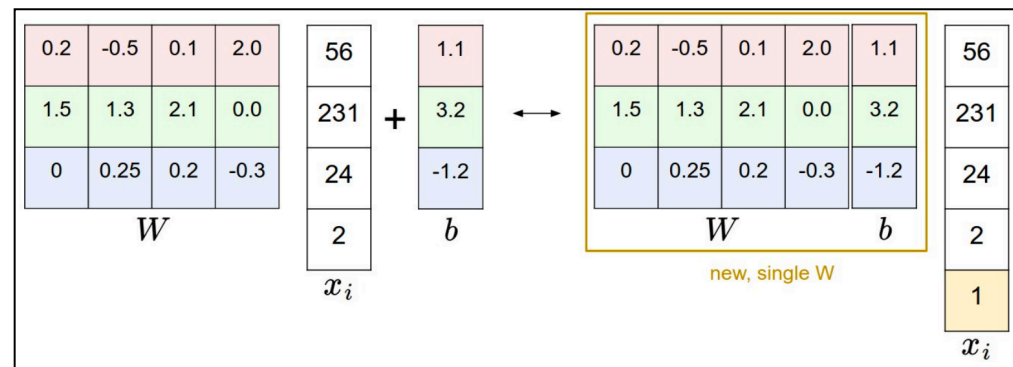 0.2 -0.5 0.1 2.0 56 1.1 0.2 -0.5 0.1 2.0 1.1 56
1.5 1.3 2.1 0.0 231 + 3.2 ↔ 1.5 1.3 2.1 0.0 3.2 231
0 0.25 0.2 -0.3 24 -1.2 0 0.25 0.2 -0.3 -1.2 24
W 2 b W b 2
x_i new, single W 1
x_i